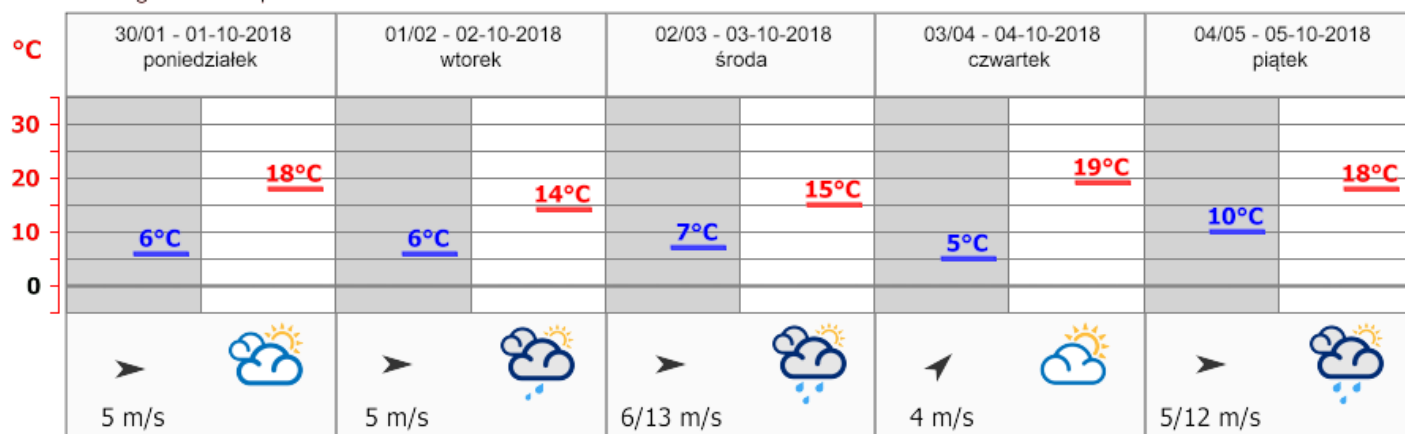 °C
30/01 - 01-10-2018
poniedziałek
01/02 - 02-10-2018
wtorek
02/03 - 03-10-2018
środa
03/04 - 04-10-2018
czwartek
04/05 - 05-10-2018
piątek
30
20
10
0
6°C
18°C
6°C
14°C
7°C
15°C
5°C
19°C
10°C
18°C
5 m/s
5 m/s
6/13 m/s
4 m/s
5/12 m/s